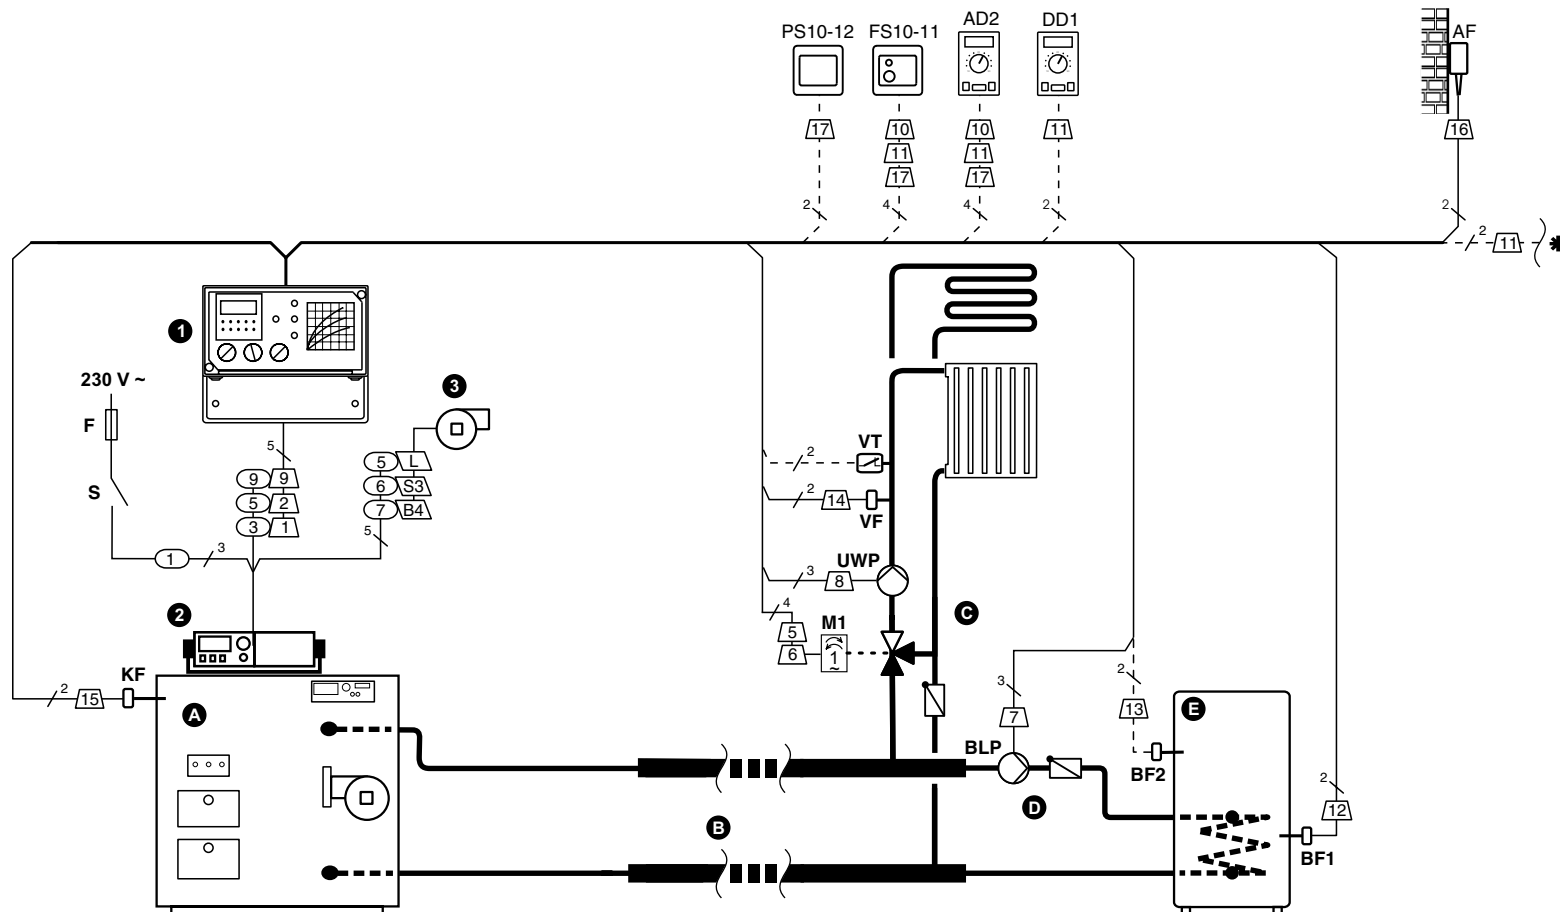 PS10-12 FS10-11 AD2 DD1 AF
17 10 10 11 16
11 11
17 17
2 4 4 2 2
2 11 *
1
230 V ~
3
F
VT
5 2
5 L
9 9 6 S3
S 5 2 7 B4
3 1 5
2 14
VF
1 3
UWP
3 8
2
4
C
M1
5
6 1
~
KF
2 15
A
3 2
7 13
E
BLP
BF2
D
B
2
12
BF1